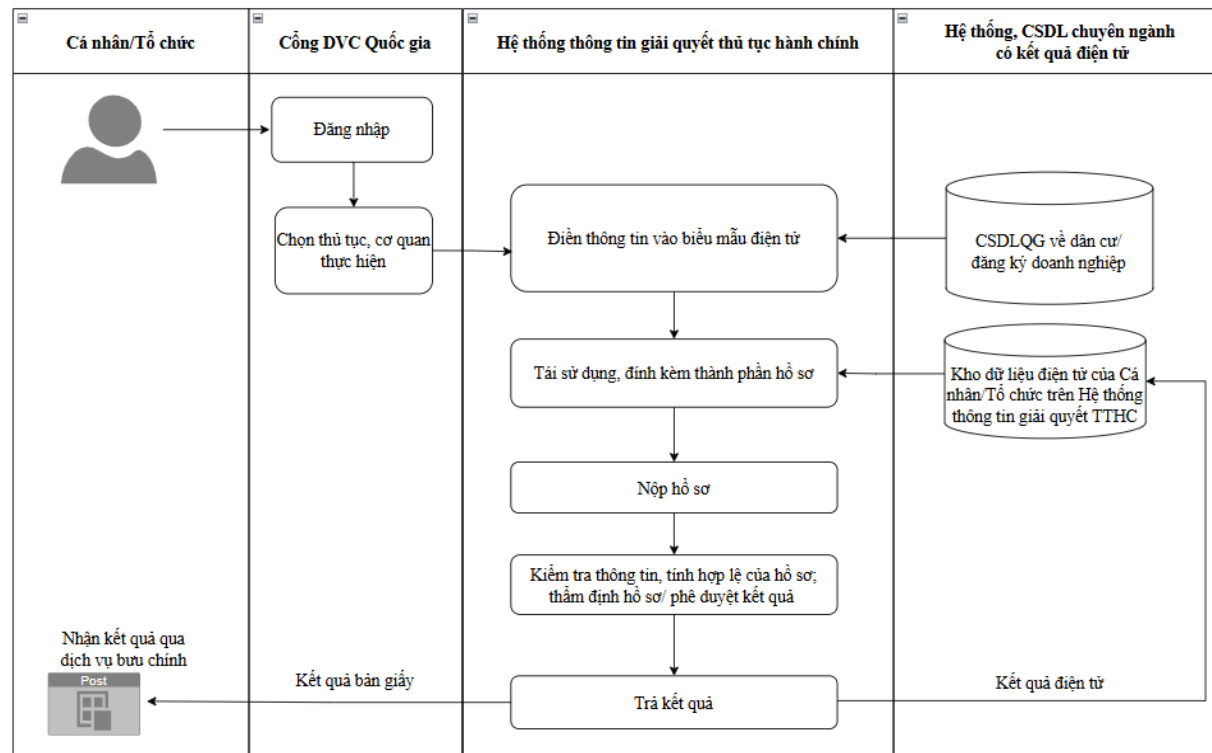 Cá nhân/Tổ chức
Cổng DVC Quốc gia
Hệ thống thông tin giải quyết thủ tục hành chính
Hệ thống, CSDL chuyên ngành
có kết quả điện tử
Đăng nhập
Chọn thủ tục, cơ quan
thực hiện
Điền thông tin vào biểu mẫu điện tử
CSDLQG về dân cư/
đăng ký doanh nghiệp
Tái sử dụng, đính kèm thành phần hồ sơ
Kho dữ liệu điện tử của Cá
nhân/Tổ chức trên Hệ thống
thông tin giải quyết TTHC
Nộp hồ sơ
Kiểm tra thông tin, tính hợp lệ của hồ sơ;
thẩm định hồ sơ/ phê duyệt kết quả
Nhận kết quả qua
dịch vụ bưu chính
Post
Kết quả bản giấy
Trả kết quả
Kết quả điện tử